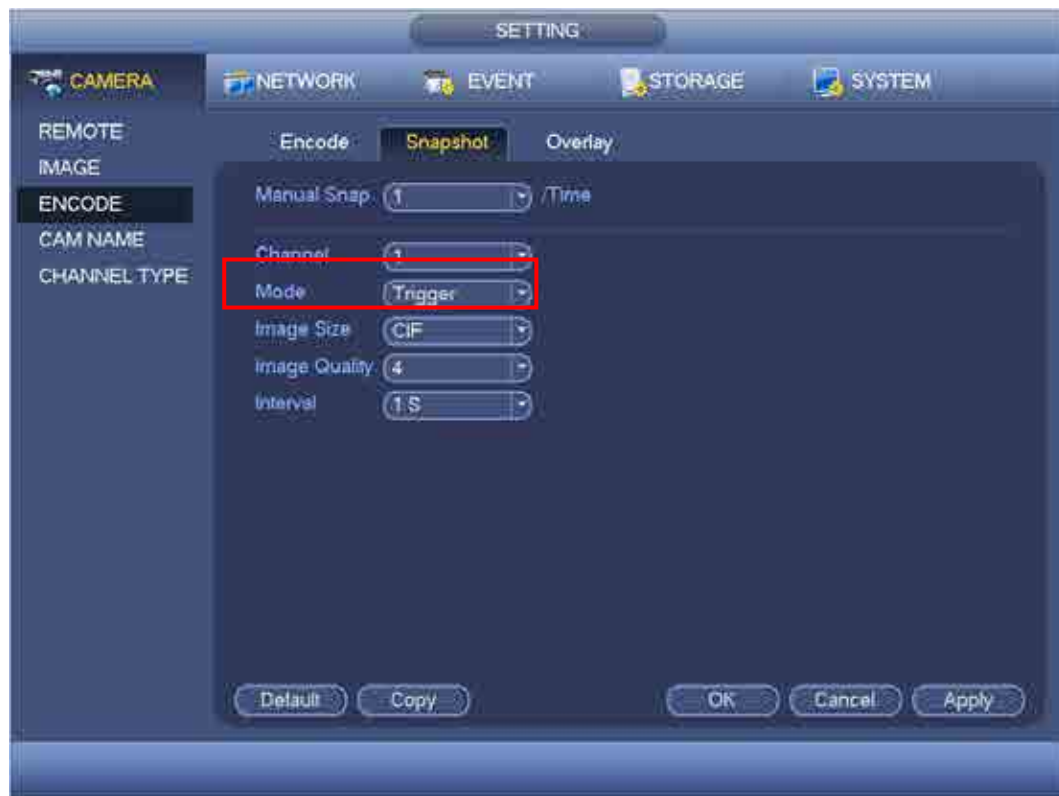 SETTING
CAMERA NETWORK EVENT STORAGE SYSTEM
REMOTE
IMAGE
ENCODE
CAM NAME
CHANNEL TYPE
Encode Snapshot Overlay
Manual Snap 1 /Time
Channel 1
Mode Trigger
Image Size CIF
Image Quality 4
Interval 1 S
Default Copy OK Cancel Apply